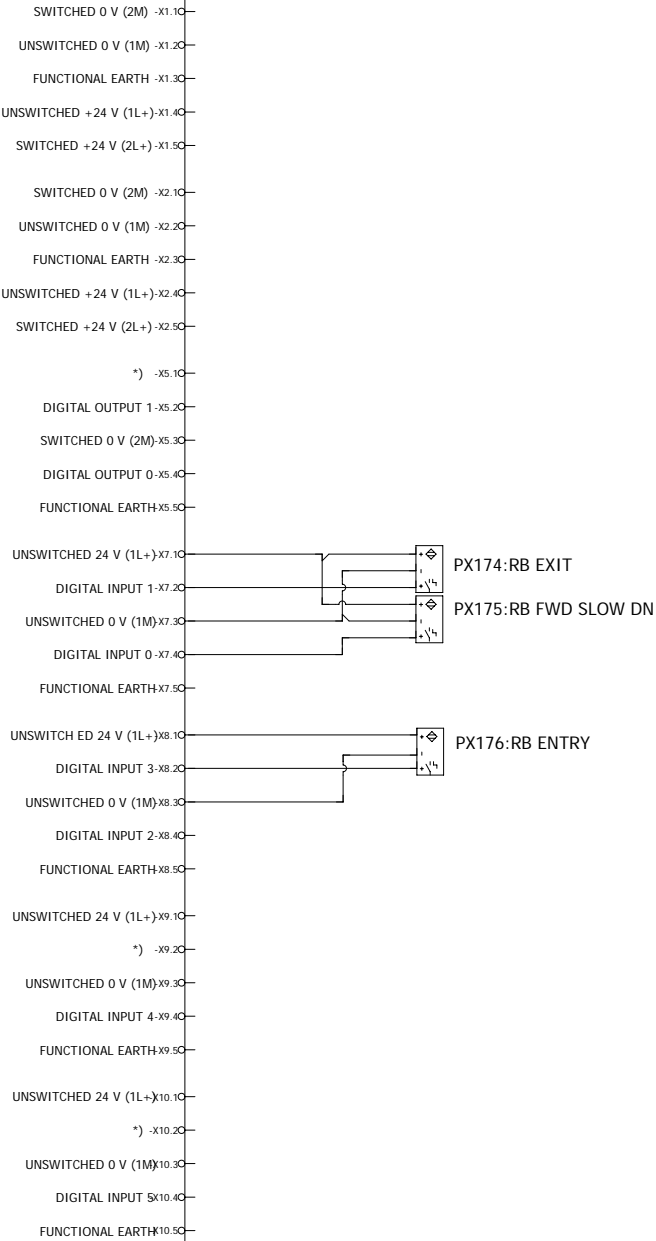 SWITCHED 0 V (2M) -X1.1
UNSWITCHED 0 V (1M) -X1.2
FUNCTIONAL EARTH -X1.3
UNSWITCHED +24 V (1L+)-X1.4
SWITCHED +24 V (2L+) -X1.5
SWITCHED 0 V (2M) -X2.1
UNSWITCHED 0 V (1M) -X2.2
FUNCTIONAL EARTH -X2.3
UNSWITCHED +24 V (1L+)-X2.4
SWITCHED +24 V (2L+) -X2.5
*) -X5.1
DIGITAL OUTPUT 1-X5.2
SWITCHED 0 V (2M)-X5.3
DIGITAL OUTPUT 0-X5.4
FUNCTIONAL EARTH-X5.5
UNSWITCHED 24 V (1L+)-X7.1
PX174:RB EXIT
DIGITAL INPUT 1-X7.2
PX175:RB FWD SLOW DN
UNSWITCHED 0 V (1M)-X7.3
DIGITAL INPUT 0-X7.4
FUNCTIONAL EARTH-X7.5
UNSWITCH ED 24 V (1L+)-X8.1
PX176:RB ENTRY
DIGITAL INPUT 3-X8.2
UNSWITCHED 0 V (1M)-X8.3
DIGITAL INPUT 2-X8.4
FUNCTIONAL EARTH-X8.5
UNSWITCHED 24 V (1L+)-X9.1
*) -X9.2
UNSWITCHED 0 V (1M)-X9.3
DIGITAL INPUT 4-X9.4
FUNCTIONAL EARTH-X9.5
UNSWITCHED 24 V (1L+)-X10.1
*) -X10.2
UNSWITCHED 0 V (1M)-X10.3
DIGITAL INPUT 5-X10.4
FUNCTIONAL EARTH-X10.5